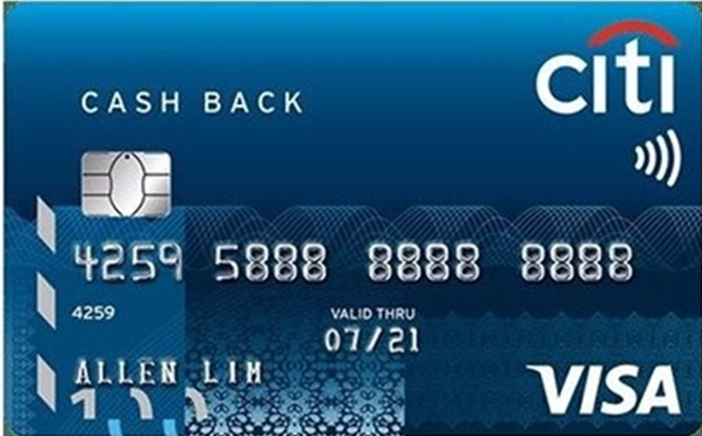 citi
CASH BACK
4259 5888 8888 8888
4259
VALID THRU
07/21
ALLEN LIM
VISA